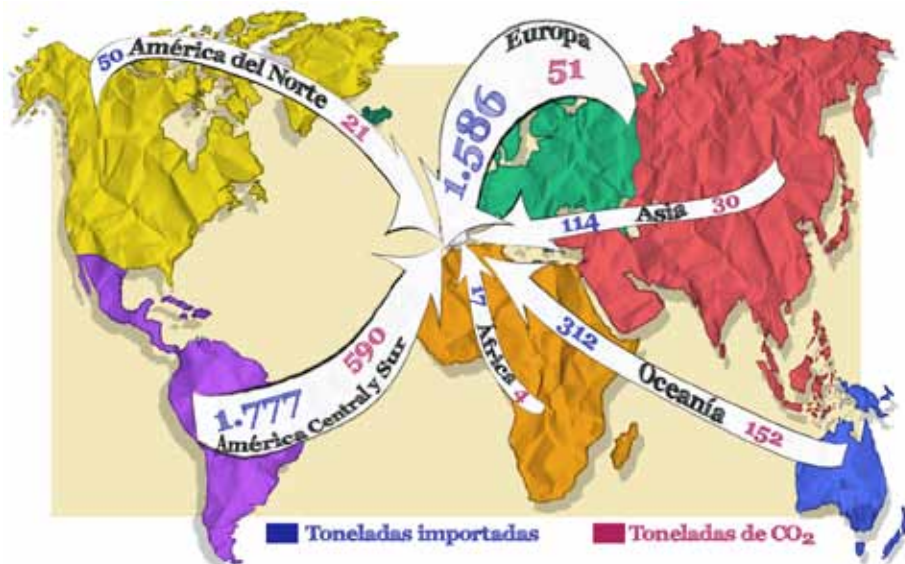 50
América del Norte
21
Europa
51
1.586
114
Asia
30
17
África
4
312
Oceanía
152
590
1.777
América Central y Sur
Toneladas importadas
Toneladas de CO₂